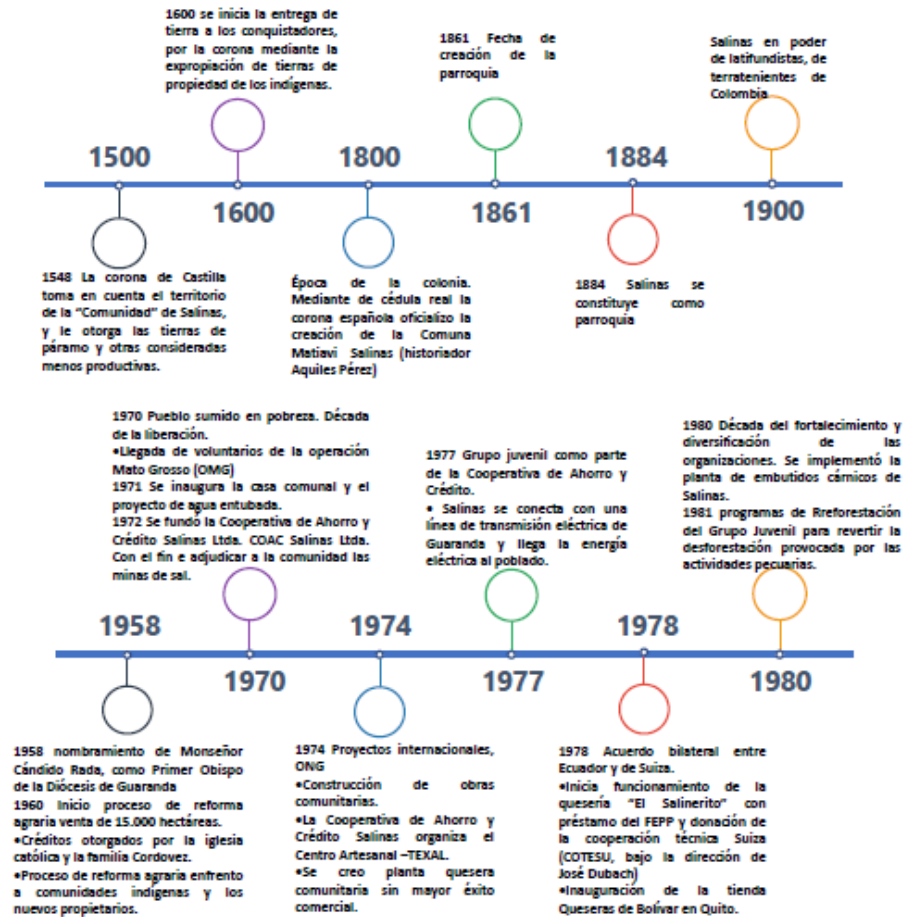 1600 se inicia la entrega de
tierra a los conquistadores,
por la corona mediante la
expropiación de tierras de
propiedad de los indígenas.
1861 Fecha de
creación de la
parroquia
Salinas en poder
de latifundistas, de
terratenientes de
Colombia
1500
1800
1884
1600
1861
1900
1548 La corona de Castilla
toma en cuenta el territorio
de la "Comunidad" de Salinas,
y le otorga las tierras de
páramo y otras consideradas
menos productivas.
Época de la colonia.
Mediante de cédula real la
corona española oficializo la
creación de la Comuna
Matiavi Salinas (historiador
Aquiles Pérez)
1884 Salinas se
constituye como
parroquia
1970 Pueblo sumido en pobreza. Década
de la liberación.
•Llegada de voluntarios de la operación
Mato Grosso (OMG)
1971 Se inaugura la casa comunal y el
proyecto de agua entubada.
1972 Se fundó la Cooperativa de Ahorro y
Crédito Salinas Ltda. COAC Salinas Ltda.
Con el fin e adjudicar a la comunidad las
minas de sal.
1977 Grupo juvenil como parte
de la Cooperativa de Ahorro y
Crédito.
• Salinas se conecta con una
línea de transmisión eléctrica de
Guaranda y llega la energía
eléctrica al poblado.
1980 Década del fortalecimiento y
diversificación de las
organizaciones. Se implementó la
planta de embutidos cárnicos de
Salinas.
1981 programas de Rreforestación
del Grupo Juvenil para revertir la
desforestación provocada por las
actividades pecuarias.
1958
1974
1978
1970
1977
1980
1958 nombramiento de Monseñor
Cándido Rada, como Primer Obispo
de la Diócesis de Guaranda
1960 Inicio proceso de reforma
agraria venta de 15.000 hectáreas.
•Créditos otorgados por la iglesia
católica y la familia Cordovez.
•Proceso de reforma agraria enfrento
a comunidades indígenas y los
nuevos propietarios.
1974 Proyectos internacionales,
ONG
•Construcción de obras
comunitarias.
•La Cooperativa de Ahorro y
Crédito Salinas organiza el
Centro Artesanal –TEXAL.
•Se creo planta quesera
comunitaria sin mayor éxito
comercial.
1978 Acuerdo bilateral entre
Ecuador y de Suiza.
•Inicia funcionamiento de la
quesería "El Salinerito" con
préstamo del FEPP y donación de
la cooperación técnica Suiza
(COTESU, bajo la dirección de
José Dubach)
•Inauguración de la tienda
Queseras de Bolívar en Quito.